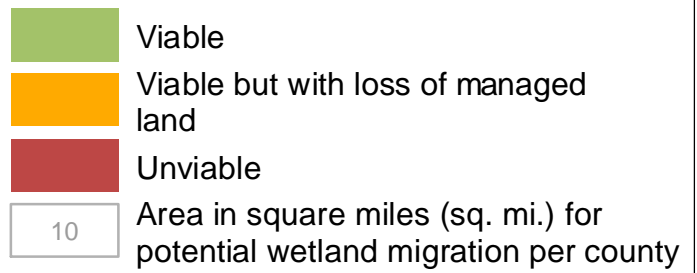 Viable
Viable but with loss of managed
land
Unviable
10
Area in square miles (sq. mi.) for
potential wetland migration per county